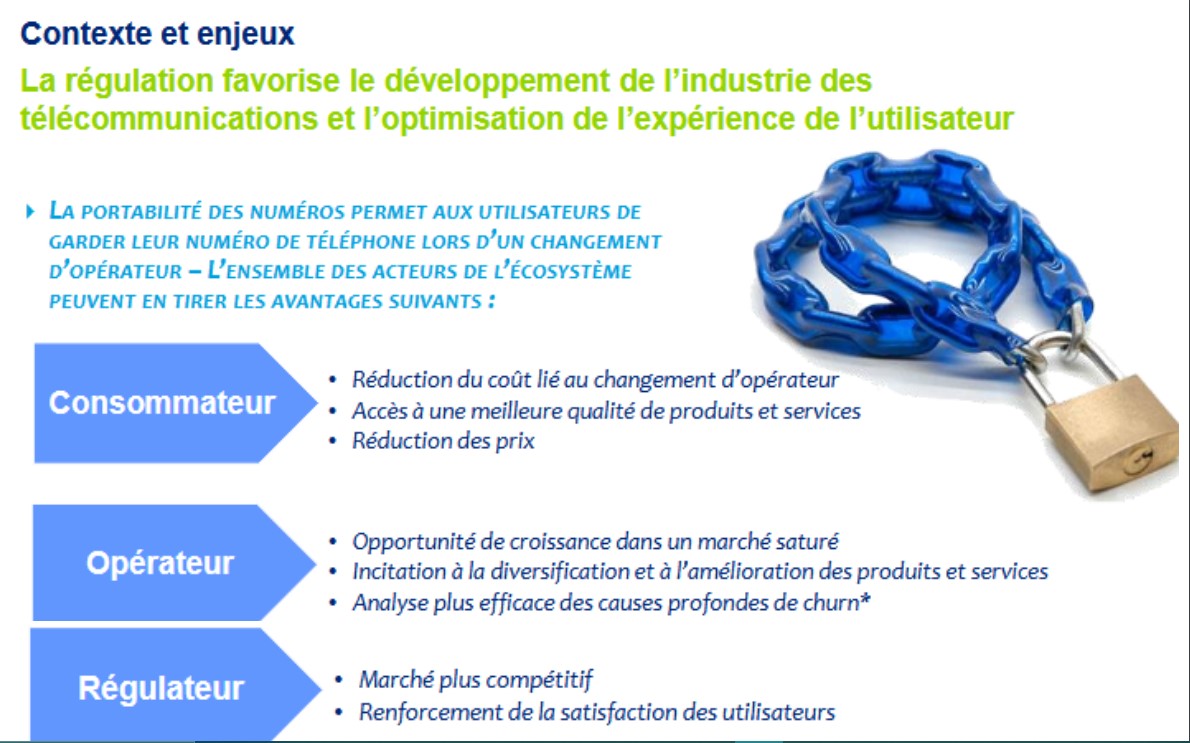 Contexte et enjeux
La régulation favorise le développement de l'industrie des
télécommunications et l'optimisation de l'expérience de l'utilisateur
LA PORTABILITÉ DES NUMÉROS PERMET AUX UTILISATEURS DE
GARDER LEUR NUMÉRO DE TÉLÉPHONE LORS D'UN CHANGEMENT
D'OPÉRATEUR – L'ENSEMBLE DES ACTEURS DE L'ÉCOSYSTÈME
PEUVENT EN TIRER LES AVANTAGES SUIVANTS :
Consommateur
• Réduction du coût lié au changement d'opérateur
• Accès à une meilleure qualité de produits et services
• Réduction des prix
Opérateur
• Opportunité de croissance dans un marché saturé
• Incitation à la diversification et à l'amélioration des produits et services
• Analyse plus efficace des causes profondes de churn*
Régulateur
• Marché plus compétitif
• Renforcement de la satisfaction des utilisateurs